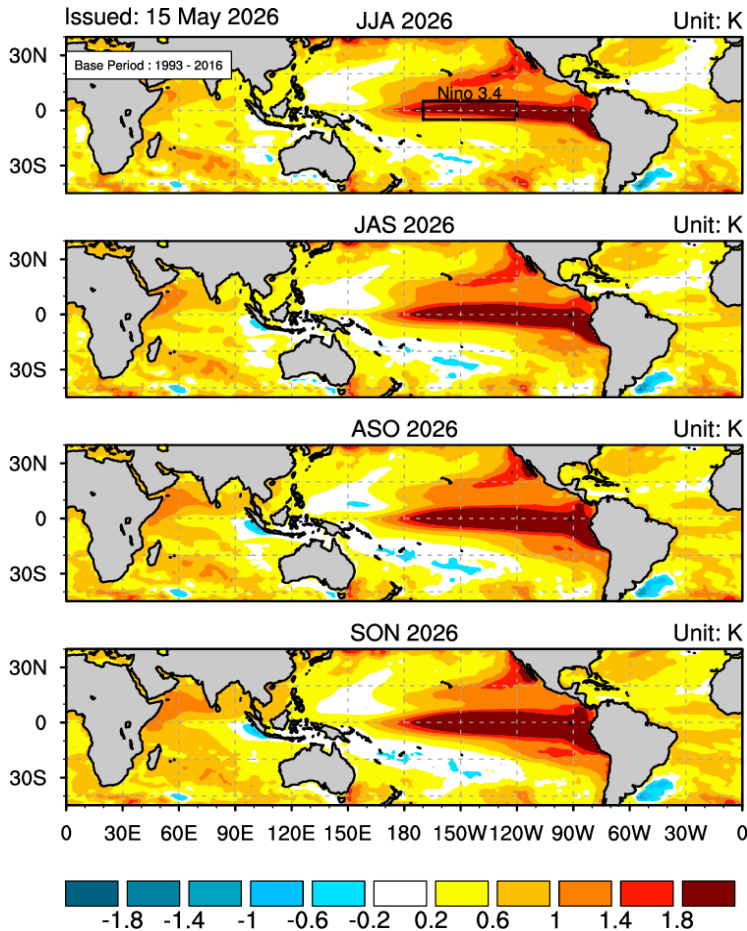 Issued: 15 May 2026
JJA 2026
Unit: K
Base Period : 1993 - 2016
30N
0
30S
Nino 3.4
JAS 2026
Unit: K
30N
0
30S
ASO 2026
Unit: K
30N
0
30S
SON 2026
Unit: K
30N
0
30S
0 30E 60E 90E 120E 150E 180 150W 120W 90W 60W 30W 0
-1.8 -1.4 -1 -0.6 -0.2 0.2 0.6 1 1.4 1.8